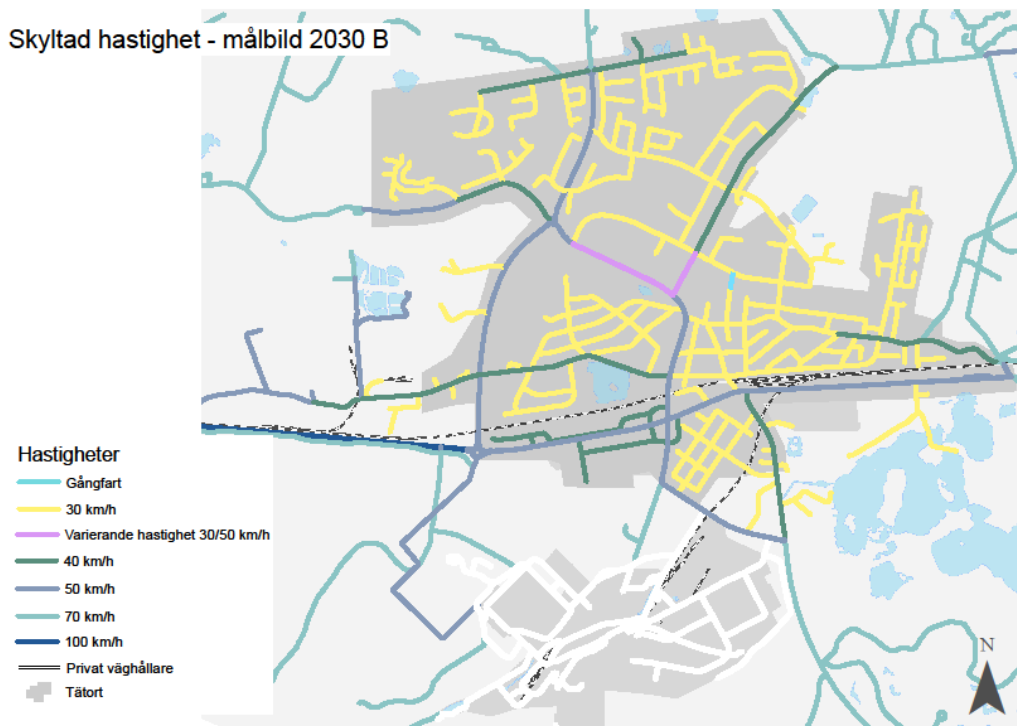 Skyltad hastighet - målbild 2030 B
Hastigheter
Gångfart
30 km/h
Varierande hastighet 30/50 km/h
40 km/h
50 km/h
70 km/h
100 km/h
Privat väghållare
Tätort
N